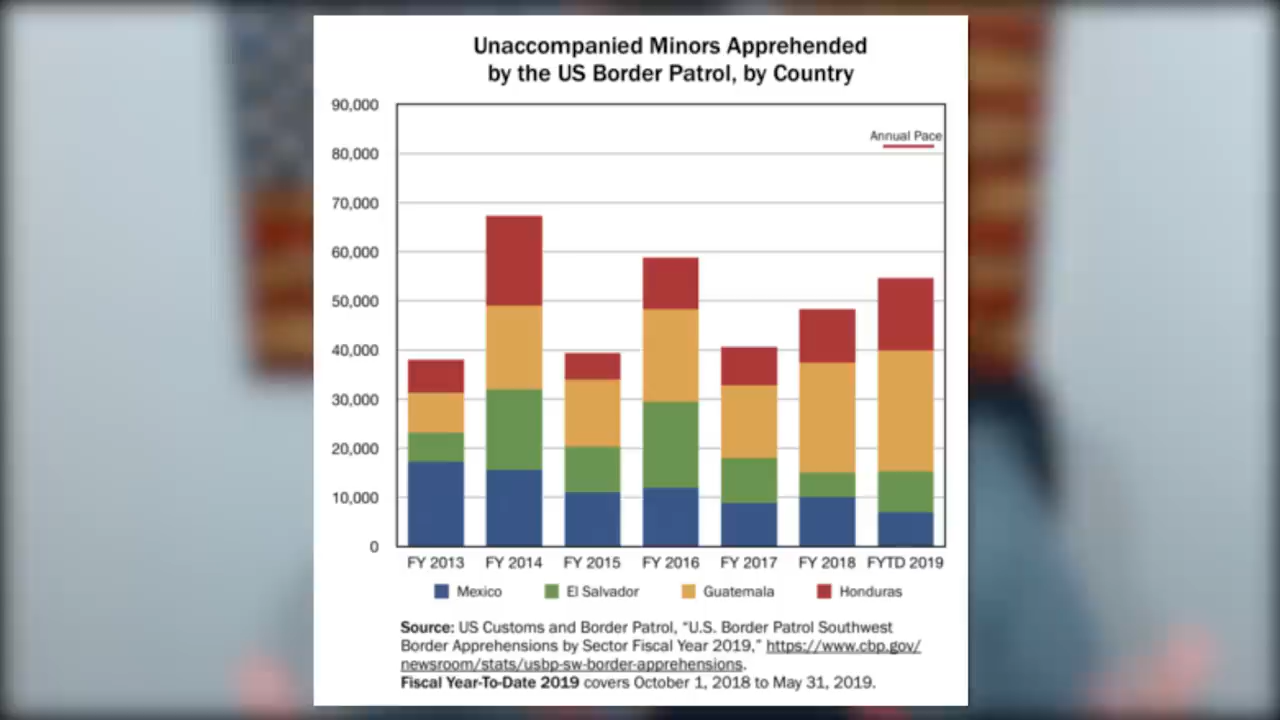 Unaccompanied Minors Apprehended
by the US Border Patrol, by Country
90,000
Annual Pace
80,000
70,000
60,000
50,000
40,000
30,000
20,000
10,000
0
FY 2013 FY 2014 FY 2015 FY 2016 FY 2017 FY 2018 FYTD 2019
Mexico El Salvador Guatemala Honduras
Source: US Customs and Border Patrol, “U.S. Border Patrol Southwest
Border Apprehensions by Sector Fiscal Year 2019,” https://www.cbp.gov/
newsroom/stats/usbp-sw-border-apprehensions.
Fiscal Year-To-Date 2019 covers October 1, 2018 to May 31, 2019.